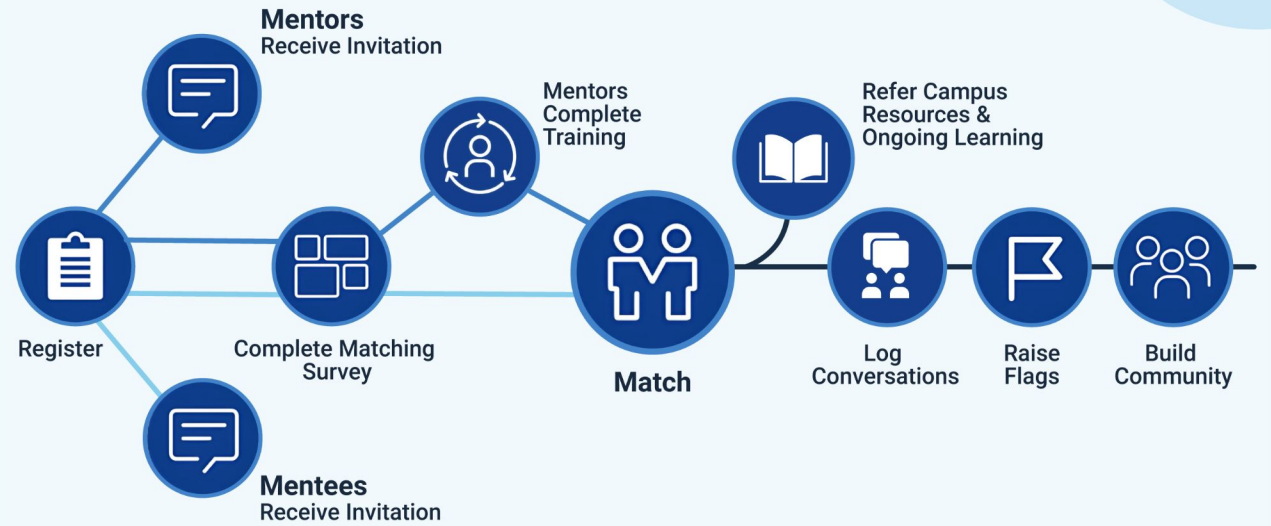 Mentors
Receive Invitation
Mentors
Complete
Training
Refer Campus
Resources &
Ongoing Learning
Register
Complete Matching
Survey
Match
Log
Conversations
Raise
Flags
Build
Community
Mentees
Receive Invitation